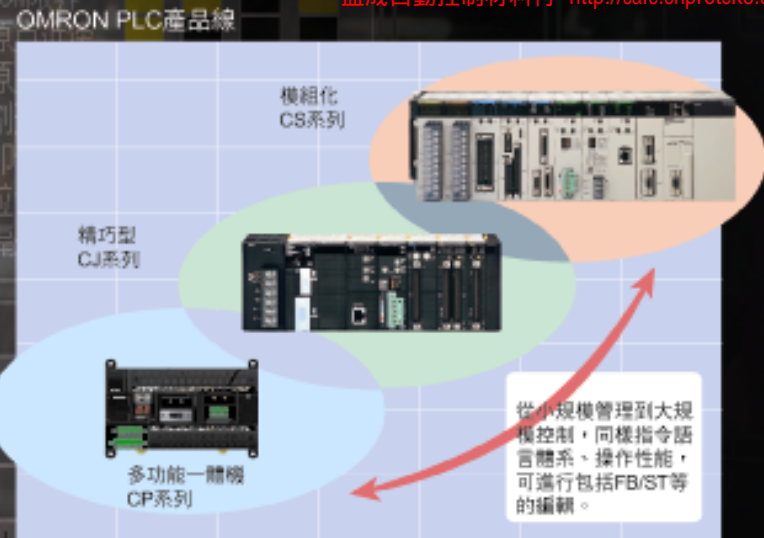 OMRON PLC產品線
模組化
CS系列
精巧型
CJ系列
多功能一體機
CP系列
從小規模管理到大規
模控制，同樣指令語
言體系、操作性能，
可進行包括FB/ST等
的編輯。